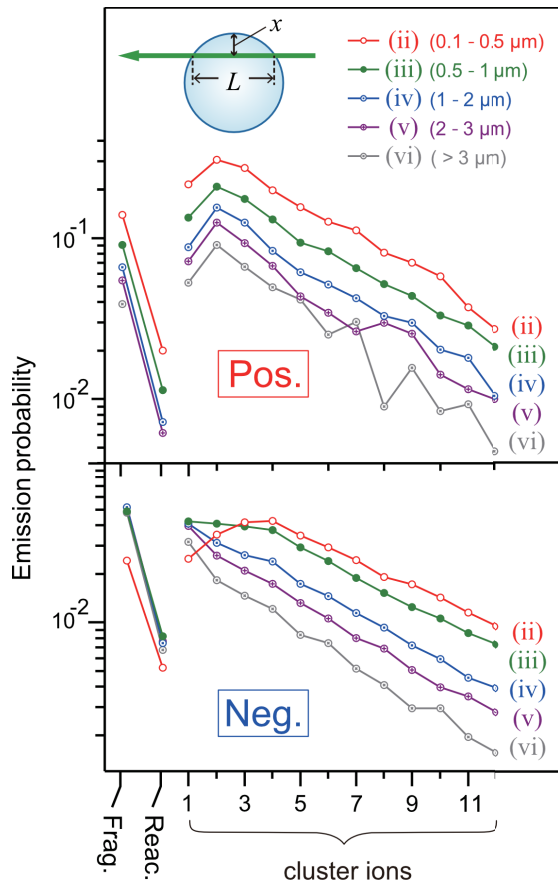 x
L
(ii) (0.1 - 0.5 µm)
(iii) (0.5 - 1 µm)
(iv) (1 - 2 µm)
(v) (2 - 3 µm)
(vi) ( > 3 µm)
10-1
10-2
Pos.
(ii)
(iii)
(iv)
(v)
(vi)
Emission probability
10-2
Neg.
(ii)
(iii)
(iv)
(v)
(vi)
Frag.
Reac.
1 3 5 7 9 11
cluster ions